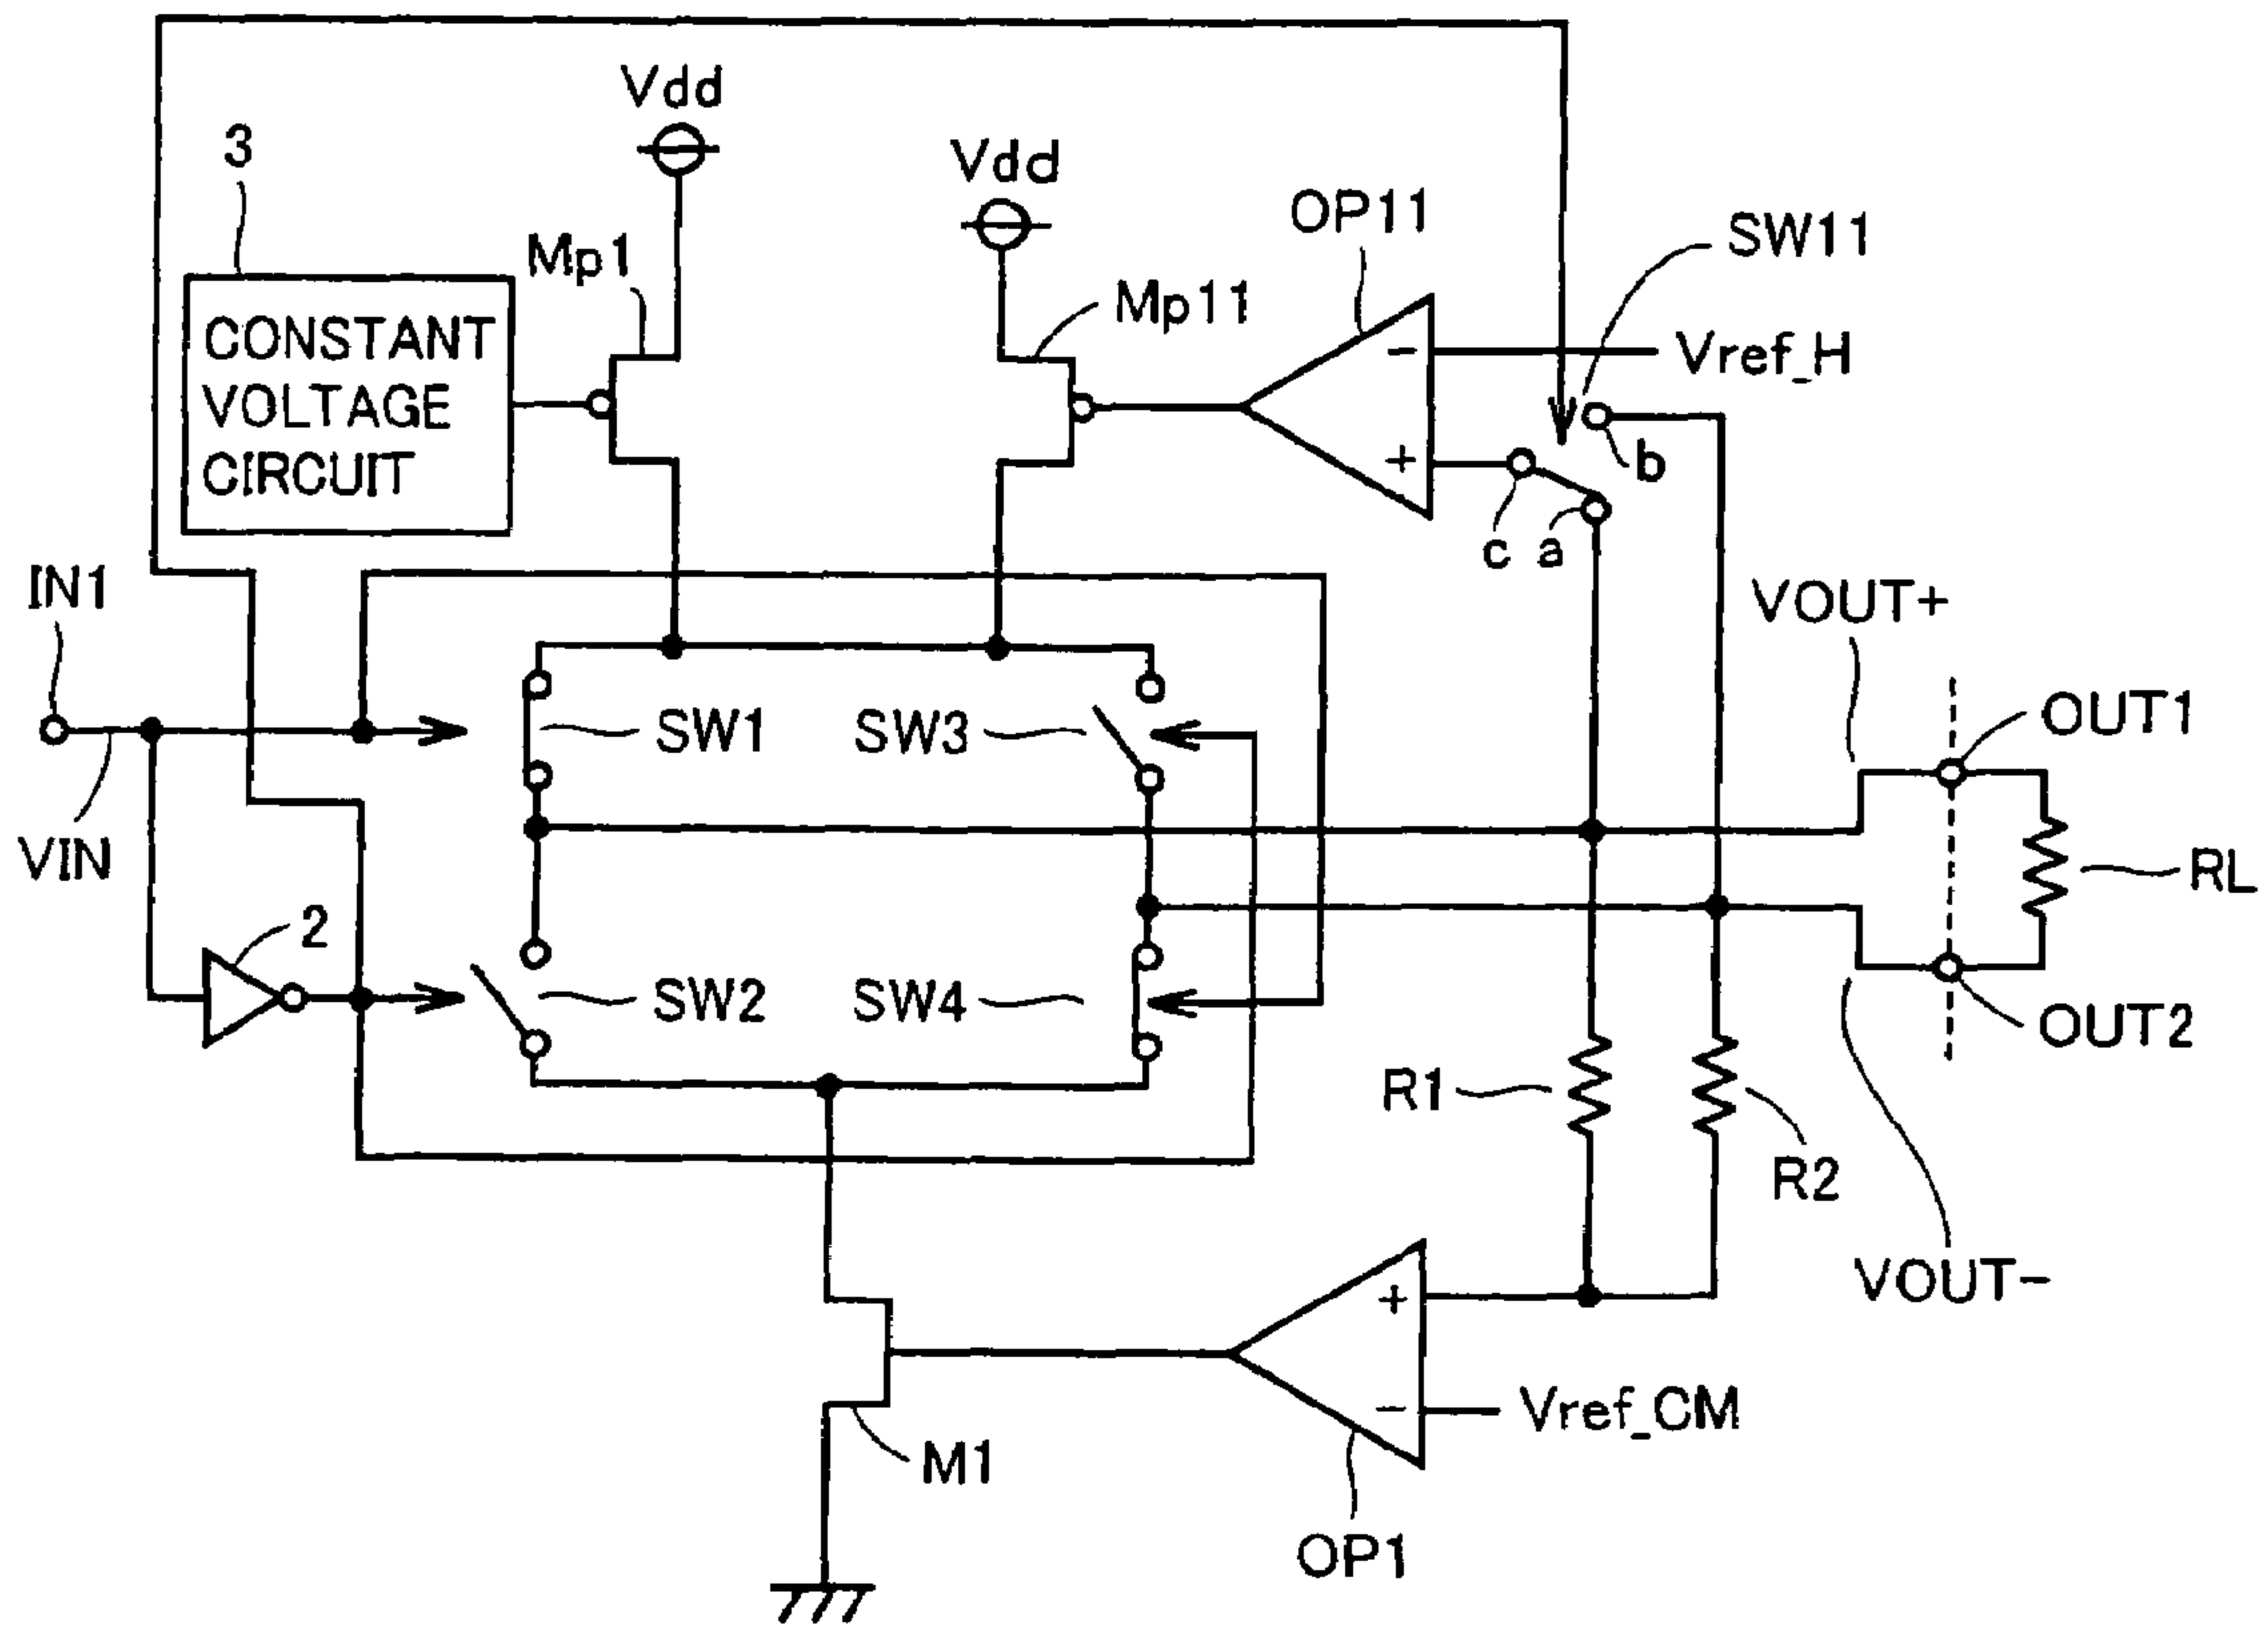 Vdd
3
Vdd
OP11
SW11
Mp1
Mp11
CONSTANT
VOLTAGE
CIRCUIT
-
Vref_H
+
b
c
a
IN1
VOUT+
OUT1
SW1
SW3
VIN
RL
2
SW2
SW4
OUT2
R1
R2
VOUT-
+
-
Vref_CM
M1
OP1